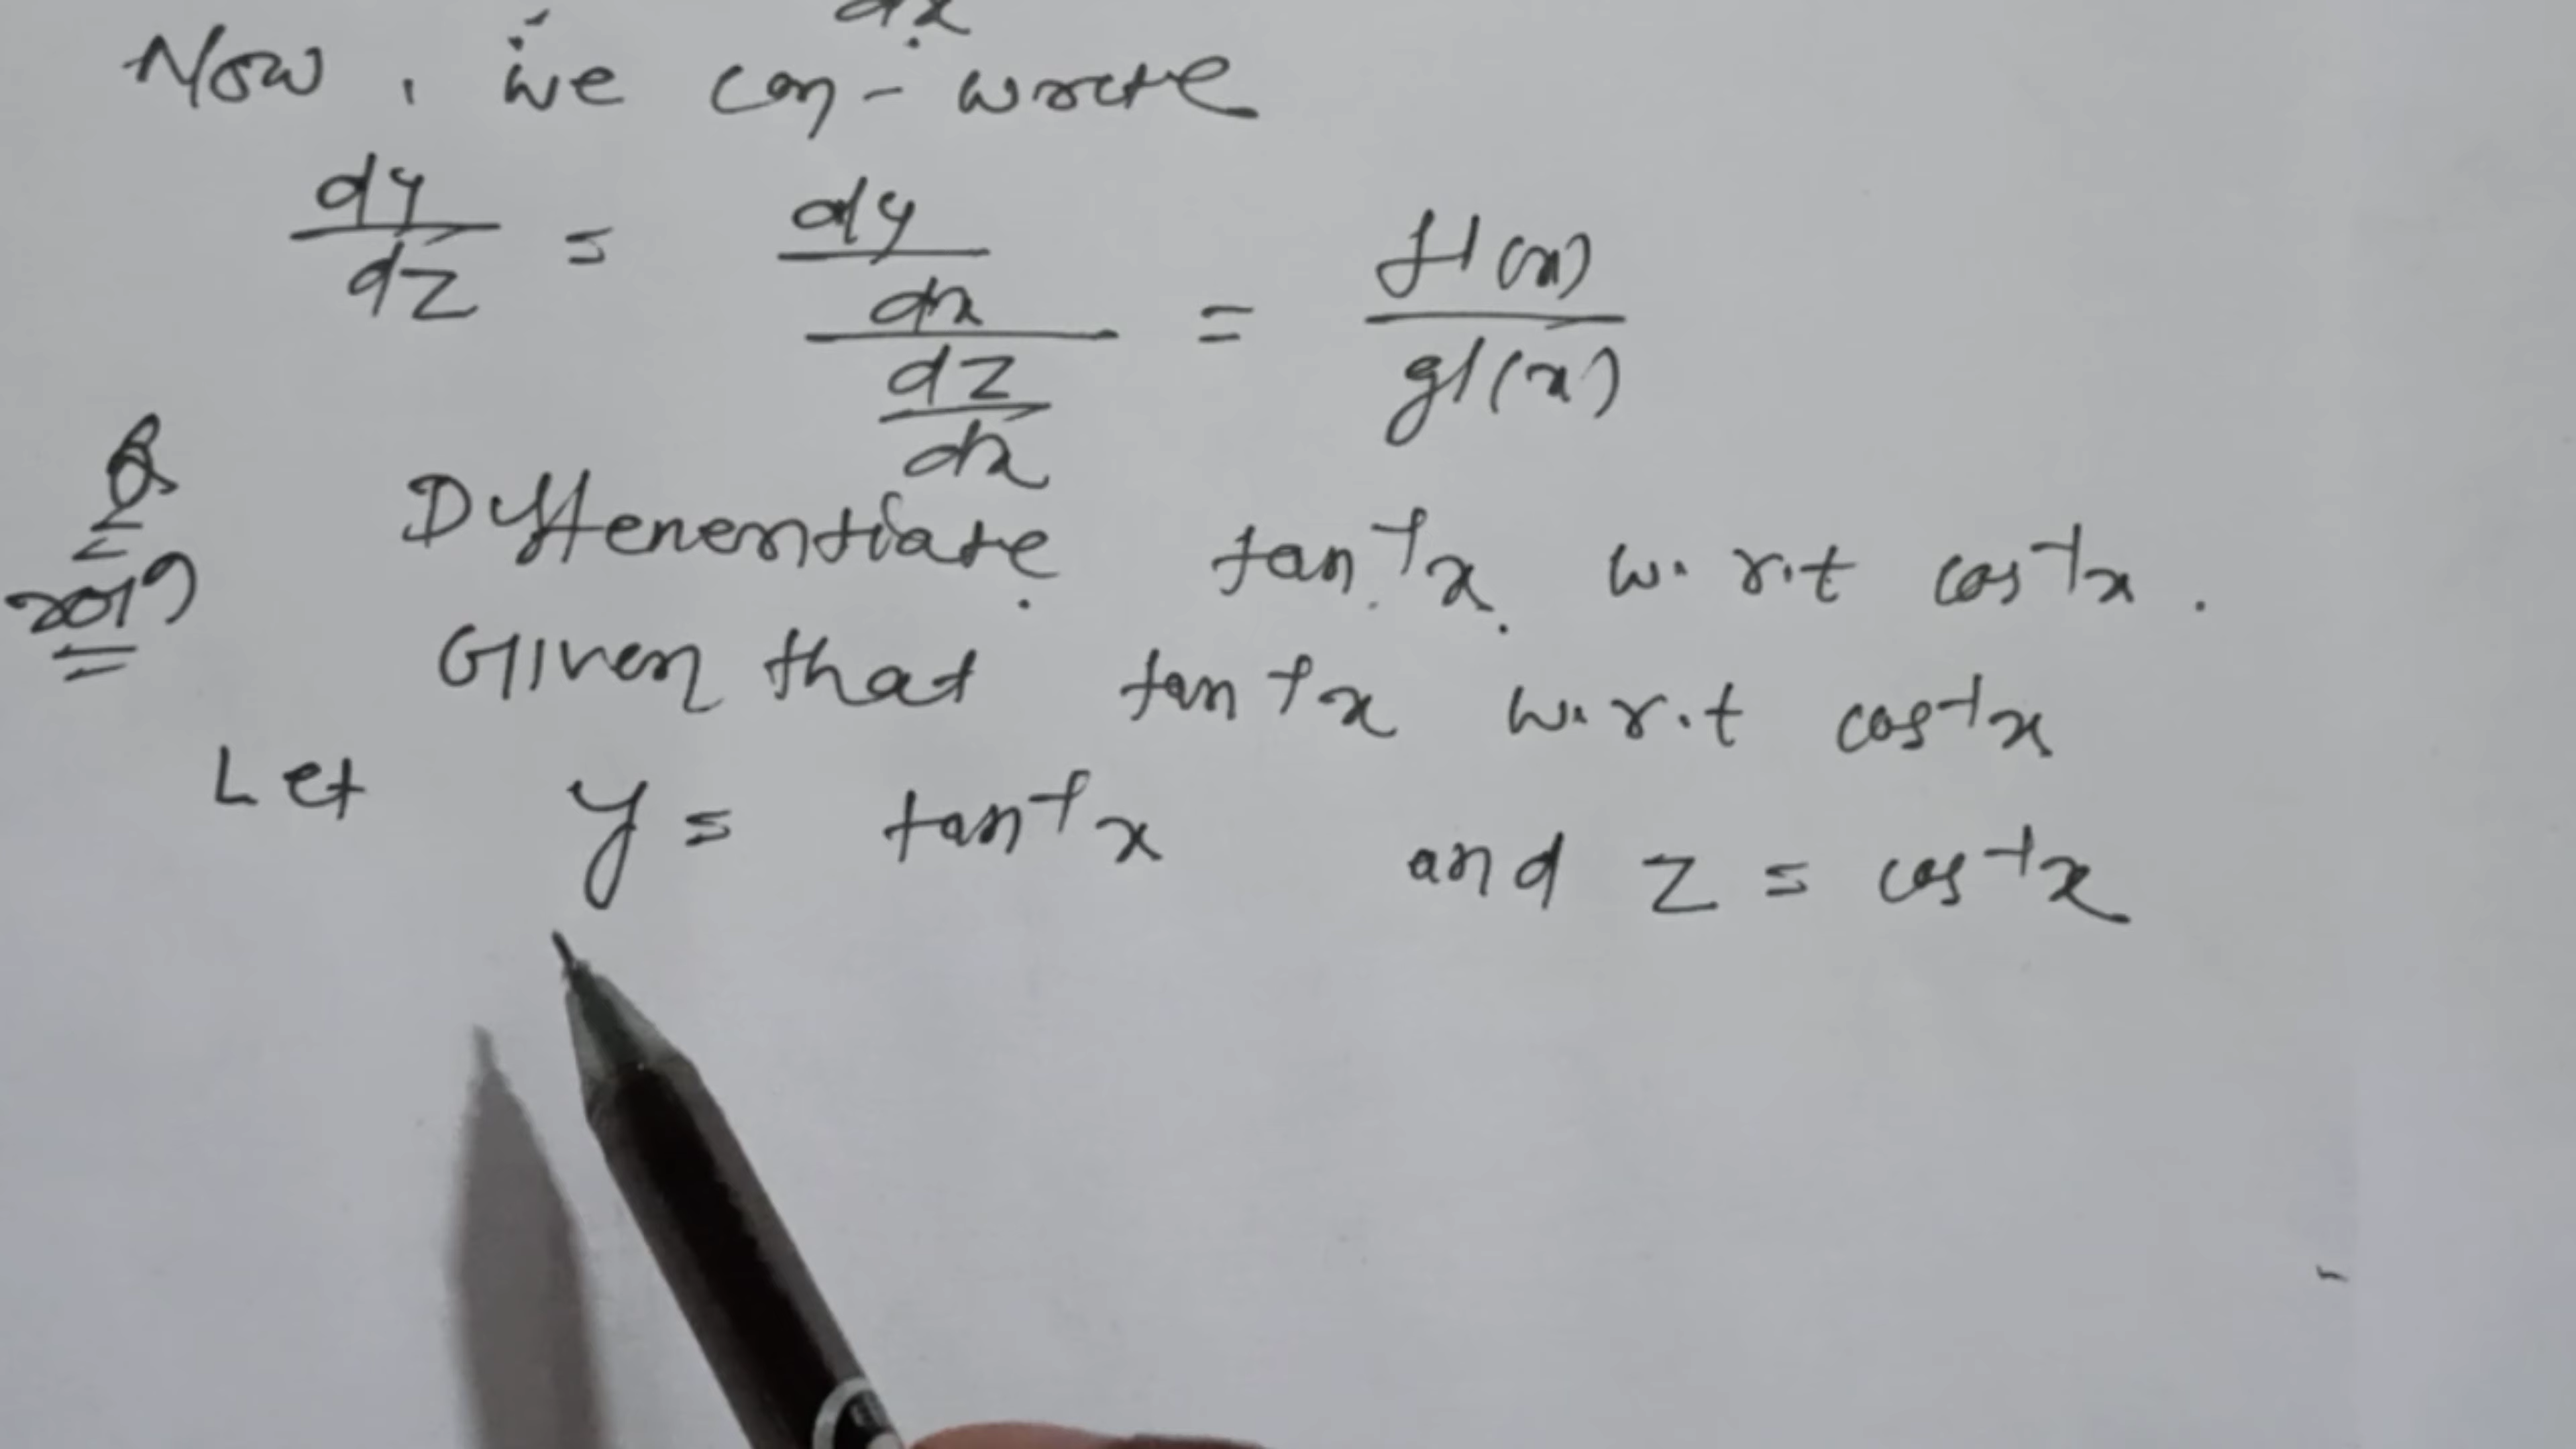 dx
Now, we can - write
dy/dz = (dy/dx)/(dz/dx) = f'(x)/g'(x)
Q 2019 Differentiate tan⁻¹x w.r.t cos⁻¹x.
Given that tan⁻¹x w.r.t cos⁻¹x
Let y = tan⁻¹x and z = cos⁻¹x